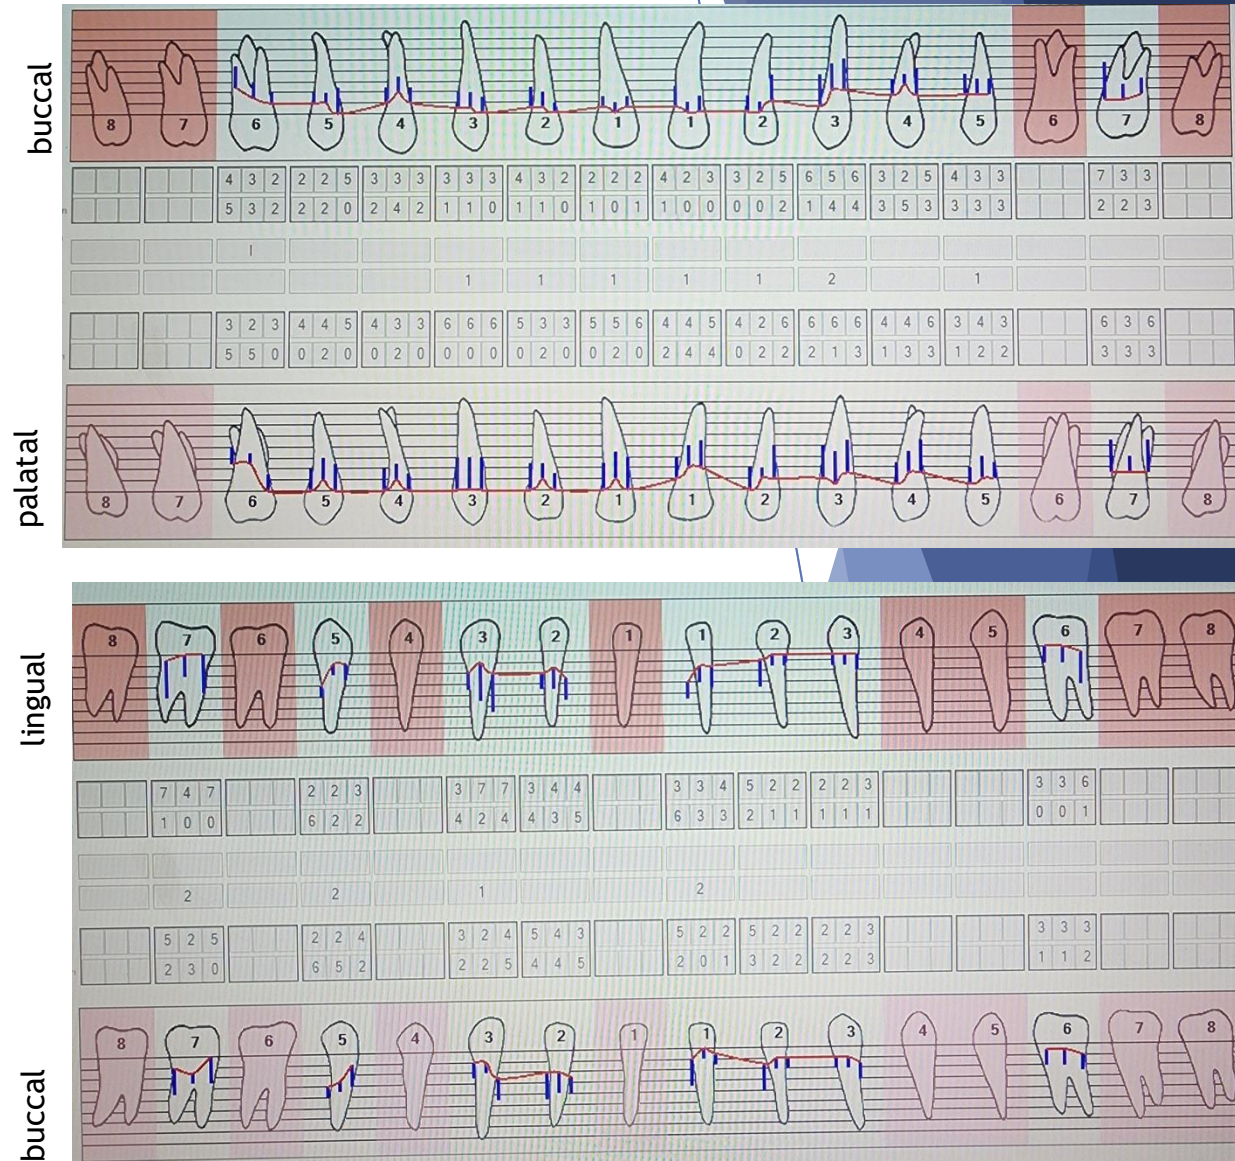 buccal
8 7 6 5 4 3 2 1 1 2 3 4 5 6 7 8
4 3 2 2 2 5 3 3 3 3 3 3 4 3 2 2 2 2 4 2 3 3 2 5 6 5 6 3 2 5 4 3 3 7 3 3
5 3 2 2 2 0 2 4 2 1 1 0 1 1 0 1 0 1 1 0 0 0 0 2 1 4 4 3 5 3 3 3 3 2 2 3
I
1 1 1 1 1 2 1
3 2 3 4 4 5 4 3 3 6 6 6 5 3 3 5 5 6 4 4 5 4 2 6 6 6 6 4 4 6 3 4 3 6 3 6
5 5 0 0 2 0 0 2 0 0 0 0 0 2 0 0 2 0 2 4 4 0 2 2 2 1 3 1 3 3 1 2 2 3 3 3
palatal
8 7 6 5 4 3 2 1 1 2 3 4 5 6 7 8
lingual
8 7 6 5 4 3 2 1 1 2 3 4 5 6 7 8
7 4 7 2 2 3 3 7 7 3 4 4 3 3 4 5 2 2 2 2 3 3 3 6
1 0 0 6 2 2 4 2 4 4 3 5 6 3 3 2 1 1 1 1 1 0 0 1
2 2 1 2
5 2 5 2 2 4 3 2 4 5 4 3 5 2 2 5 2 2 2 2 3 3 3 3
2 3 0 6 5 2 2 2 5 4 4 5 2 0 1 3 2 2 2 2 3 1 1 2
buccal
8 7 6 5 4 3 2 1 1 2 3 4 5 6 7 8